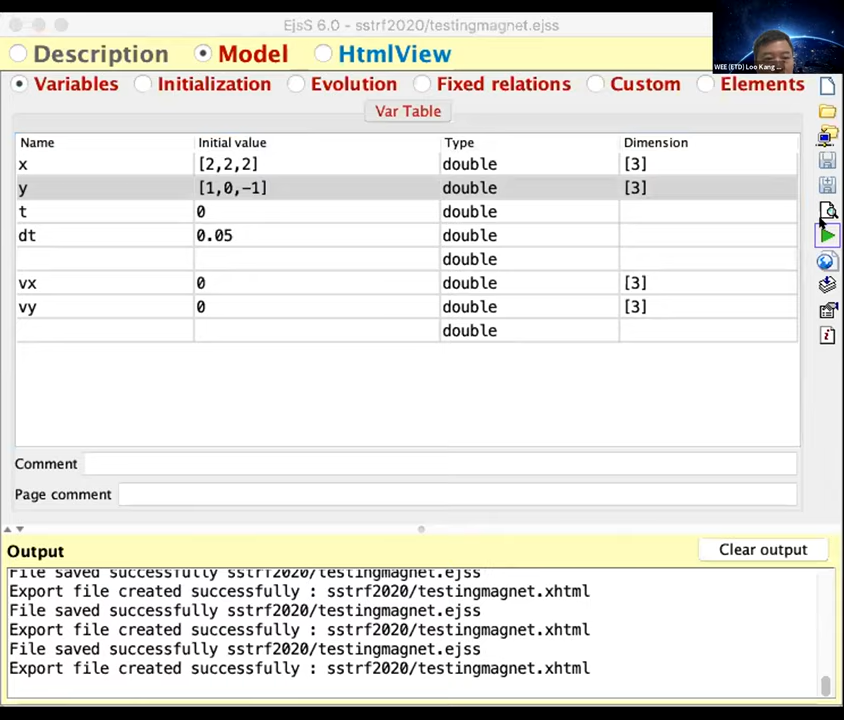 EjsS 6.0 - sstrf2020/testingmagnet.ejss
WEE (ETD) Loo Kang ...
Description Model HtmlView
Variables Initialization Evolution Fixed relations Custom Elements
Var Table
Name Initial value Type Dimension
x [2,2,2] double [3]
y [1,0,-1] double [3]
t 0 double
dt 0.05 double
double
vx 0 double [3]
vy 0 double [3]
double
Comment
Page comment
Output Clear output
File saved successfully sstrf2020/testingmagnet.ejss
Export file created successfully : sstrf2020/testingmagnet.xhtml
File saved successfully sstrf2020/testingmagnet.ejss
Export file created successfully : sstrf2020/testingmagnet.xhtml
File saved successfully sstrf2020/testingmagnet.ejss
Export file created successfully : sstrf2020/testingmagnet.xhtml